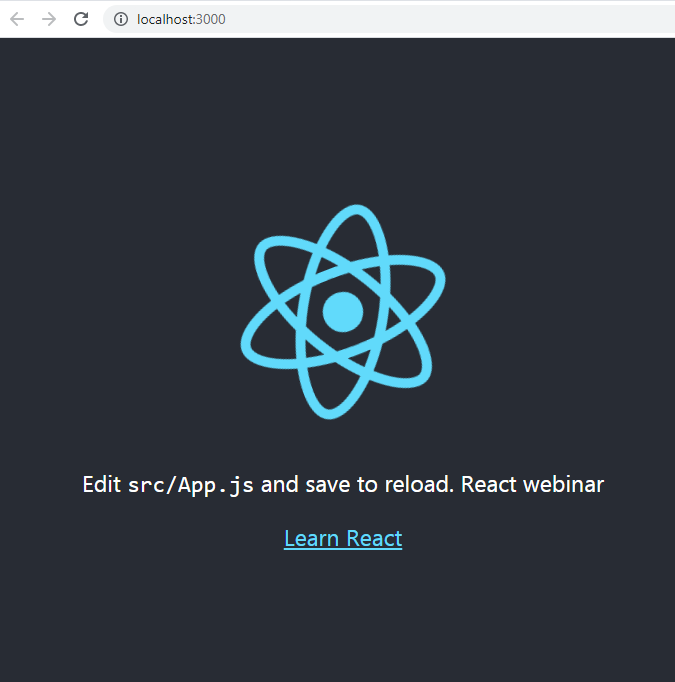 localhost:3000
Edit src/App.js and save to reload. React webinar
Learn React